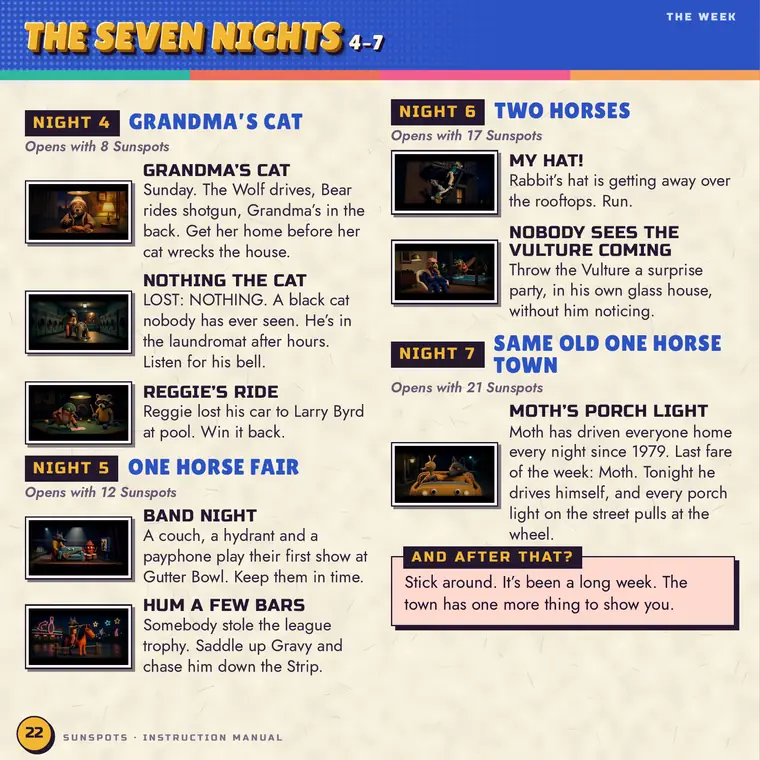 THE SEVEN NIGHTS 4–7
THE WEEK
NIGHT 4 GRANDMA'S CAT
Opens with 8 Sunspots
GRANDMA'S CAT
Sunday. The Wolf drives, Bear
rides shotgun, Grandma's in the
back. Get her home before her
cat wrecks the house.
NOTHING THE CAT
LOST: NOTHING. A black cat
nobody has ever seen. He's in
the laundromat after hours.
Listen for his bell.
REGGIE'S RIDE
Reggie lost his car to Larry Byrd
at pool. Win it back.
NIGHT 5 ONE HORSE FAIR
Opens with 12 Sunspots
BAND NIGHT
A couch, a hydrant and a
payphone play their first show at
Gutter Bowl. Keep them in time.
HUM A FEW BARS
Somebody stole the league
trophy. Saddle up Gravy and
chase him down the Strip.
NIGHT 6 TWO HORSES
Opens with 17 Sunspots
MY HAT!
Rabbit's hat is getting away over
the rooftops. Run.
NOBODY SEES THE
VULTURE COMING
Throw the Vulture a surprise
party, in his own glass house,
without him noticing.
NIGHT 7 SAME OLD ONE HORSE
TOWN
Opens with 21 Sunspots
MOTH'S PORCH LIGHT
Moth has driven everyone home
every night since 1979. Last fare
of the week: Moth. Tonight he
drives himself, and every porch
light on the street pulls at the
wheel.
AND AFTER THAT?
Stick around. It's been a long week. The
town has one more thing to show you.
22 SUNSPOTS · INSTRUCTION MANUAL